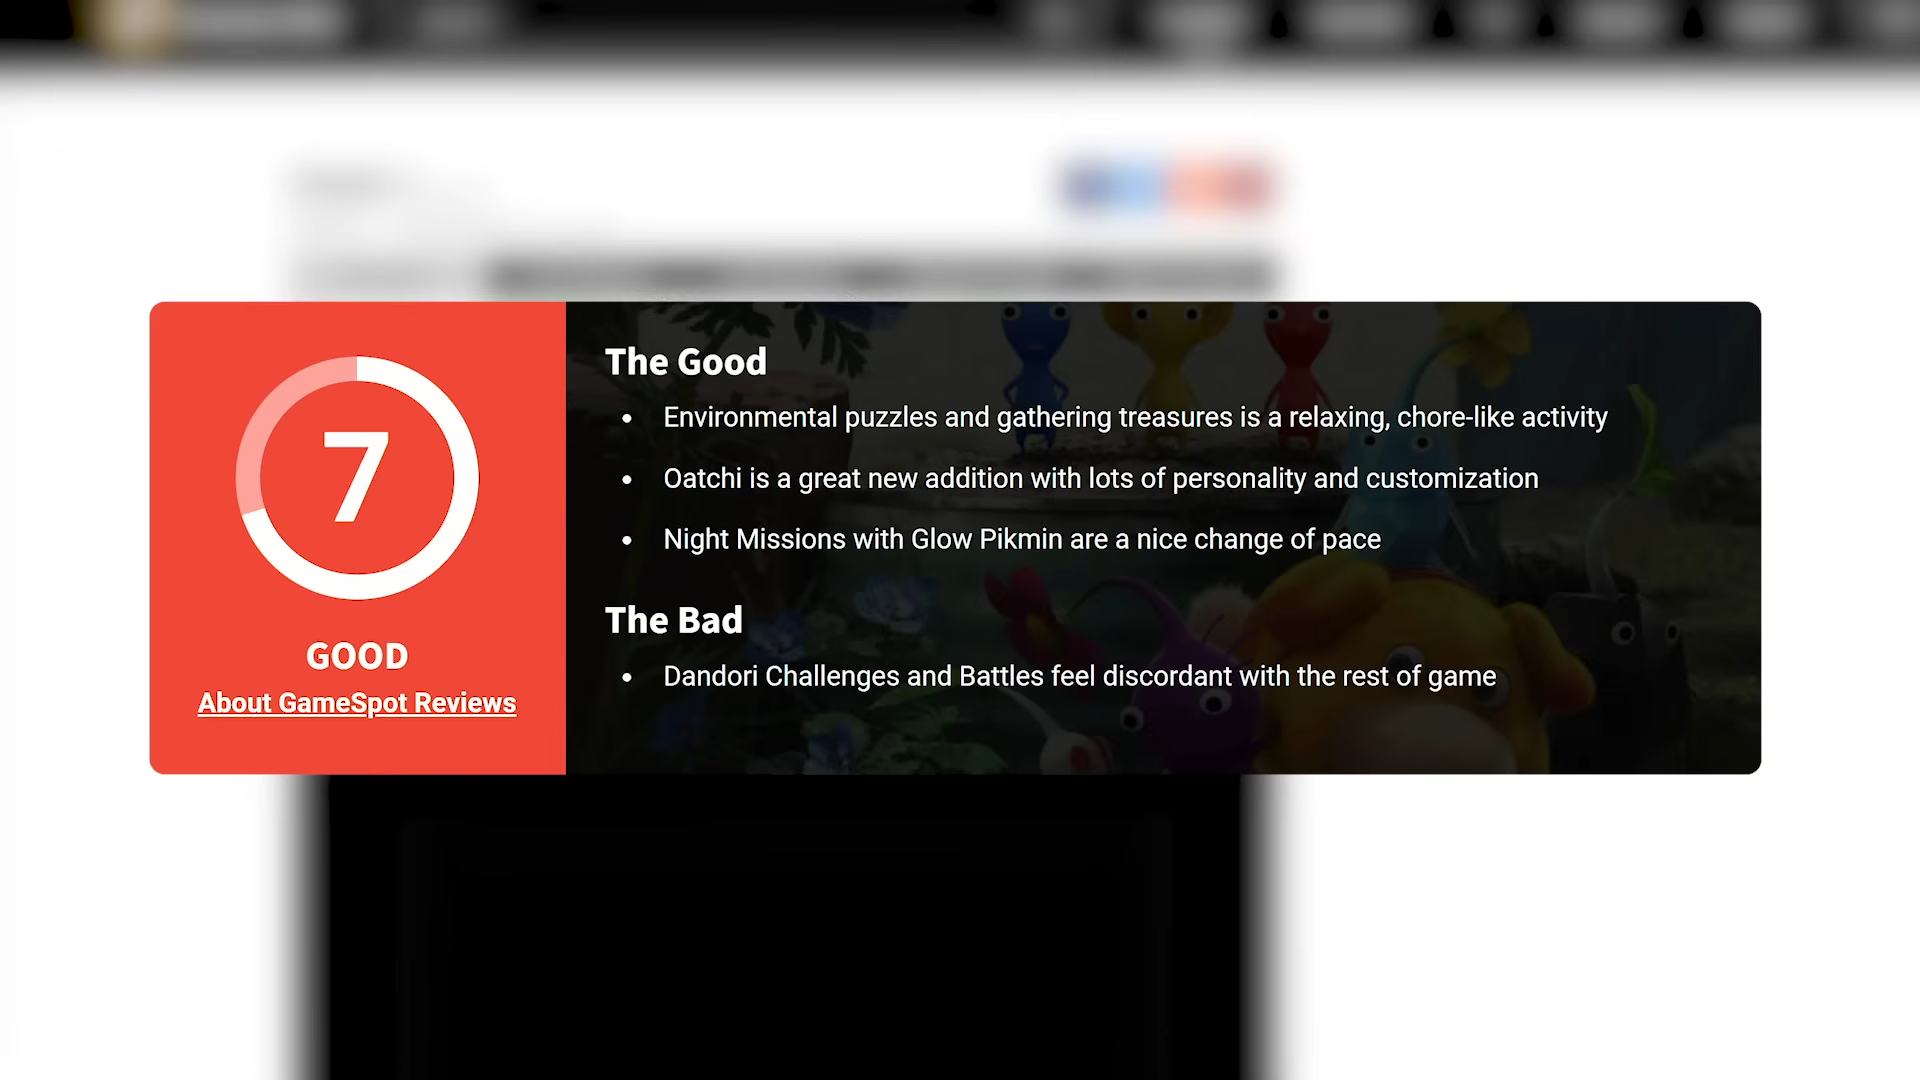 7
GOOD
About GameSpot Reviews
The Good
Environmental puzzles and gathering treasures is a relaxing, chore-like activity
Oatchi is a great new addition with lots of personality and customization
Night Missions with Glow Pikmin are a nice change of pace
The Bad
Dandori Challenges and Battles feel discordant with the rest of game